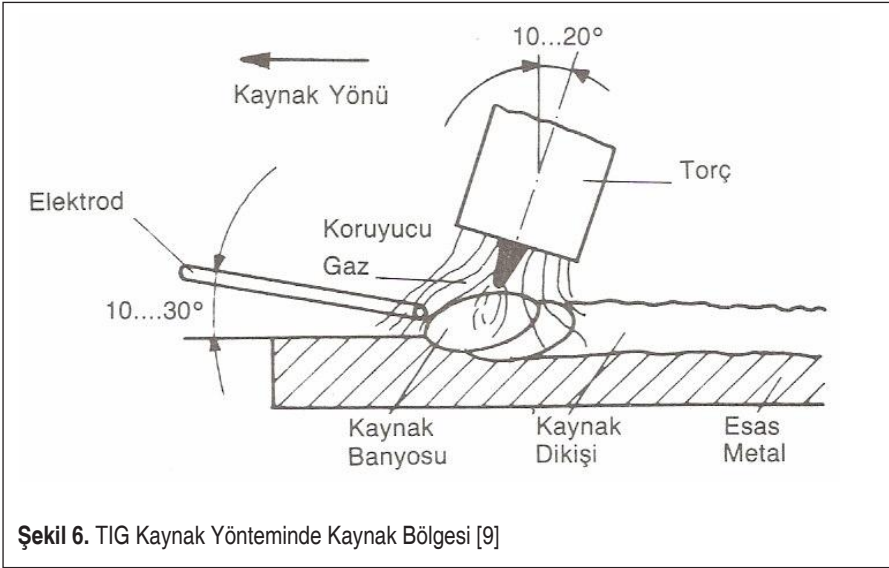 10...20°
Kaynak Yönü
Torç
Elektrod
Koruyucu
Gaz
10....30°
Kaynak
Banyosu
Kaynak
Dikişi
Esas
Metal
Şekil 6. TIG Kaynak Yönteminde Kaynak Bölgesi [9]